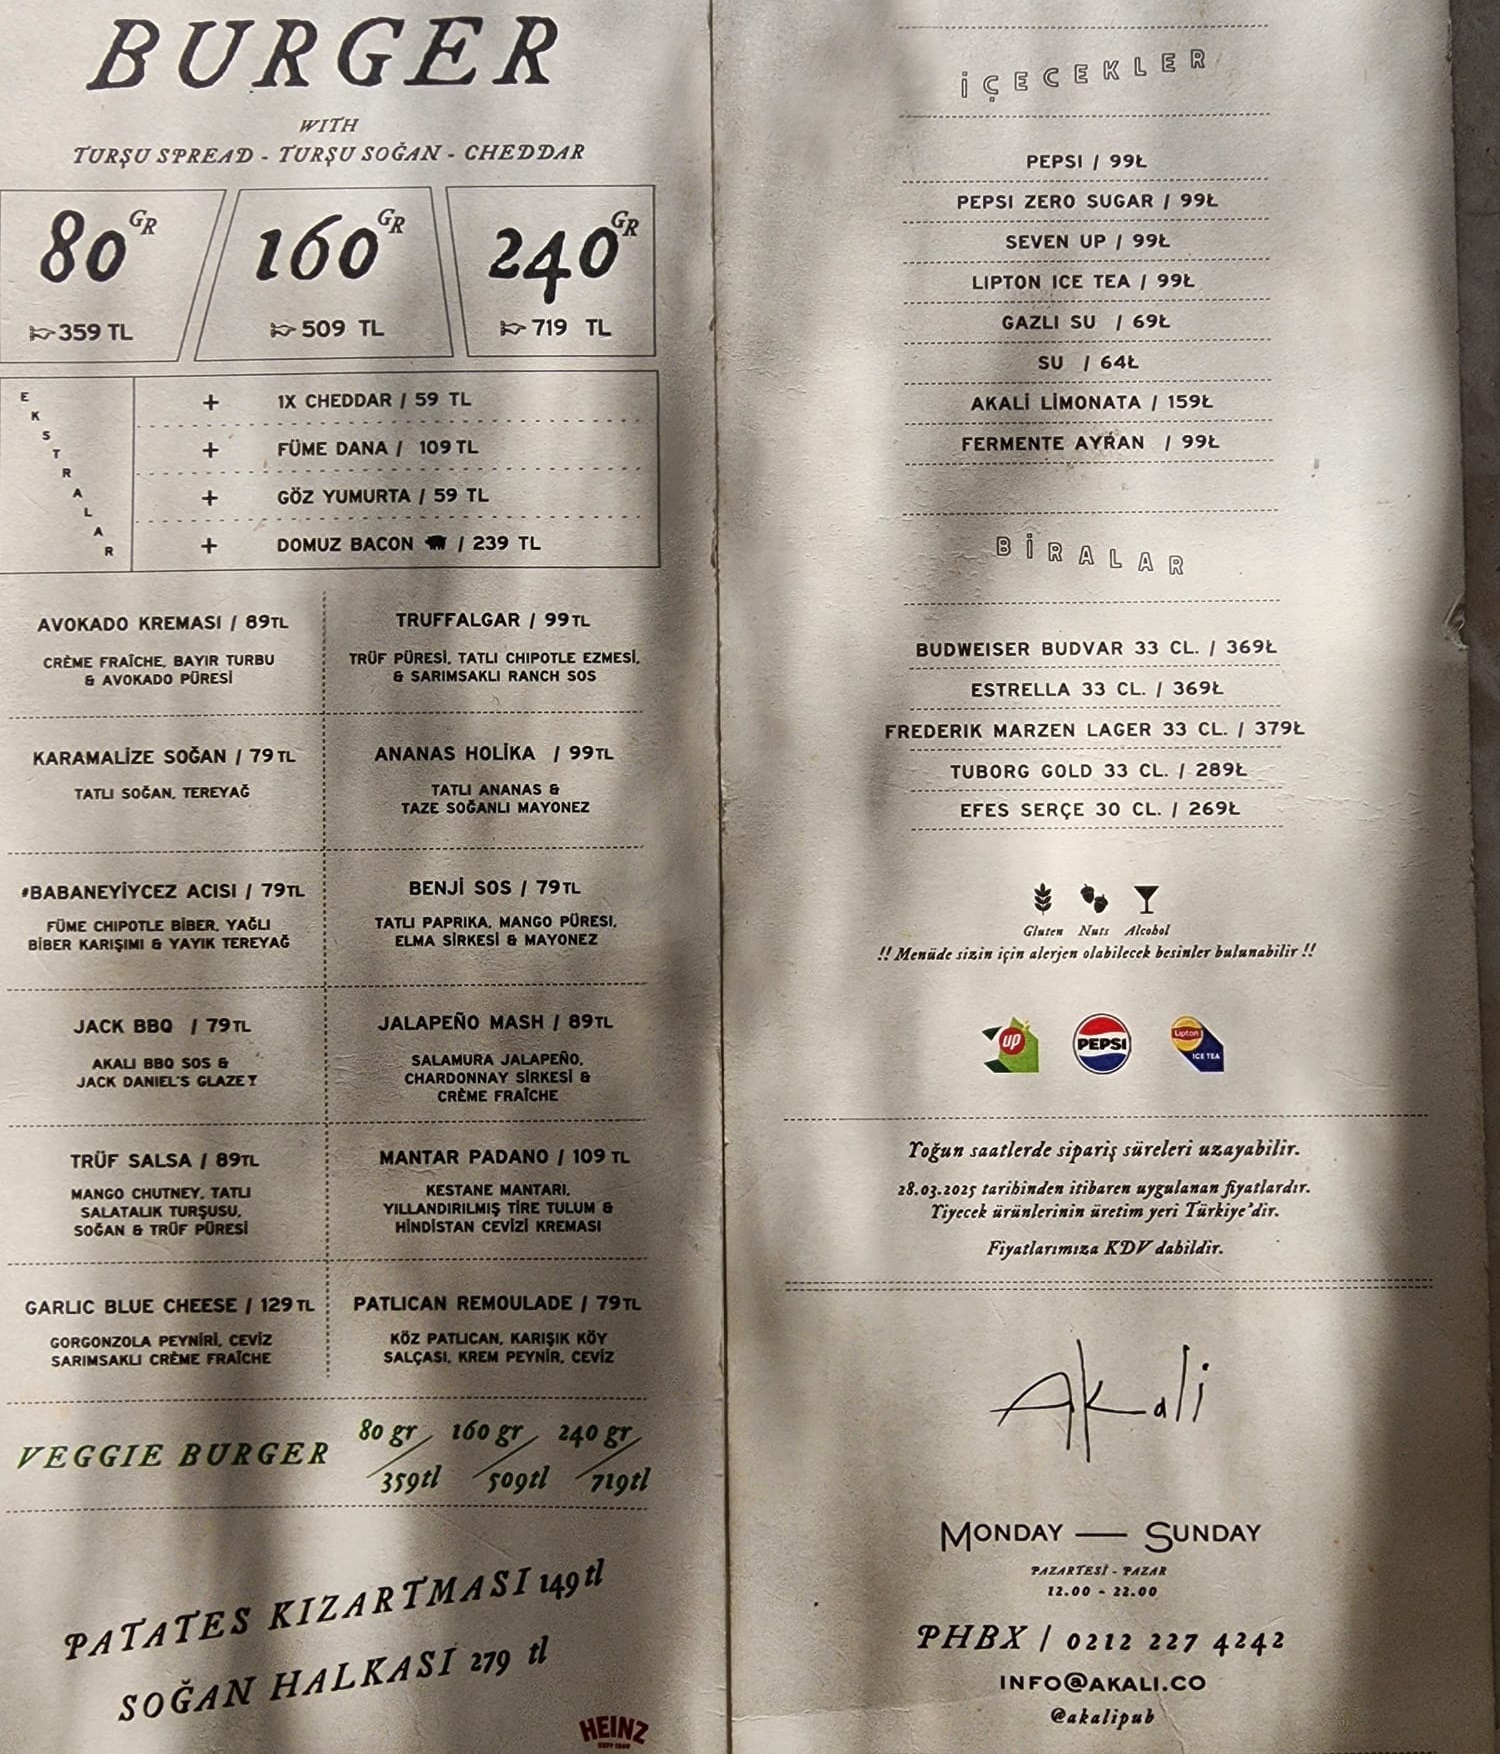 BURGER
WITH
TURŞU SPREAD - TURŞU SOĞAN - CHEDDAR
80 GR
359 TL
160 GR
509 TL
240 GR
719 TL
EKSTRALAR
+ 1X CHEDDAR / 59 TL
+ FÜME DANA / 109 TL
+ GÖZ YUMURTA / 59 TL
+ DOMUZ BACON / 239 TL
AVOKADO KREMASI / 89TL
CRÈME FRAÎCHE, BAYIR TURBU
& AVOKADO PÜRESİ
TRUFFALGAR / 99TL
TRÜF PÜRESİ, TATLI CHIPOTLE EZMESİ,
& SARIMSAKLI RANCH SOS
KARAMALİZE SOĞAN / 79TL
TATLI SOĞAN, TEREYAĞ
ANANAS HOLİKA / 99TL
TATLI ANANAS &
TAZE SOĞANLI MAYONEZ
#BABANEYİYCEZ ACISI / 79TL
FÜME CHIPOTLE BİBER, YAĞLI
BİBER KARIŞIMI & YAYIK TEREYAĞ
BENJİ SOS / 79TL
TATLI PAPRIKA, MANGO PÜRESI,
ELMA SİRKESİ & MAYONEZ
JACK BBQ / 79TL
AKALI BBQ SOS &
JACK DANIEL'S GLAZE
JALAPEÑO MASH / 89TL
SALAMURA JALAPEÑO,
CHARDONNAY SİRKESİ &
CRÈME FRAÎCHE
TRÜF SALSA / 89TL
MANGO CHUTNEY, TATLI
SALATALIK TURŞUSU,
SOĞAN & TRÜF PÜRESİ
MANTAR PADANO / 109 TL
KESTANE MANTARI,
YILLANDIRILMIŞ TİRE TULUM &
HİNDİSTAN CEVİZİ KREMASI
GARLIC BLUE CHEESE / 129TL
GORGONZOLA PEYNİRİ, CEVİZ
SARIMSAKLI CRÈME FRAÎCHE
PATLICAN REMOULADE / 79TL
KÖZ PATLICAN, KARIŞIK KÖY
SALÇASI, KREM PEYNİR, CEVİZ
VEGGIE BURGER
80 gr / 359tl
160 gr / 509tl
240 gr / 719tl
PATATES KIZARTMASI 149tl
SOĞAN HALKASI 279 tl
HEINZ
İÇECEKLER
PEPSI / 99₺
PEPSI ZERO SUGAR / 99₺
SEVEN UP / 99₺
LIPTON ICE TEA / 99₺
GAZLI SU / 69₺
SU / 64₺
AKALİ LİMONATA / 159₺
FERMENTE AYRAN / 99₺
BİRALAR
BUDWEISER BUDVAR 33 CL. / 369₺
ESTRELLA 33 CL. / 369₺
FREDERIK MARZEN LAGER 33 CL. / 379₺
TUBORG GOLD 33 CL. / 289₺
EFES SERÇE 30 CL. / 269₺
Gluten Nuts Alcohol
!! Menüde sizin için alerjen olabilecek besinler bulunabilir !!
7up
PEPSI
Lipton
ICE TEA
Yoğun saatlerde sipariş süreleri uzayabilir.
28.03.2025 tarihinden itibaren uygulanan fiyatlardır.
Yiyecek ürünlerinin üretim yeri Türkiye'dir.
Fiyatlarımıza KDV dahildir.
Akali
MONDAY — SUNDAY
PAZARTESİ - PAZAR
12.00 - 22.00
PHBX / 0212 227 4242
INFO@AKALI.CO
@akalipub